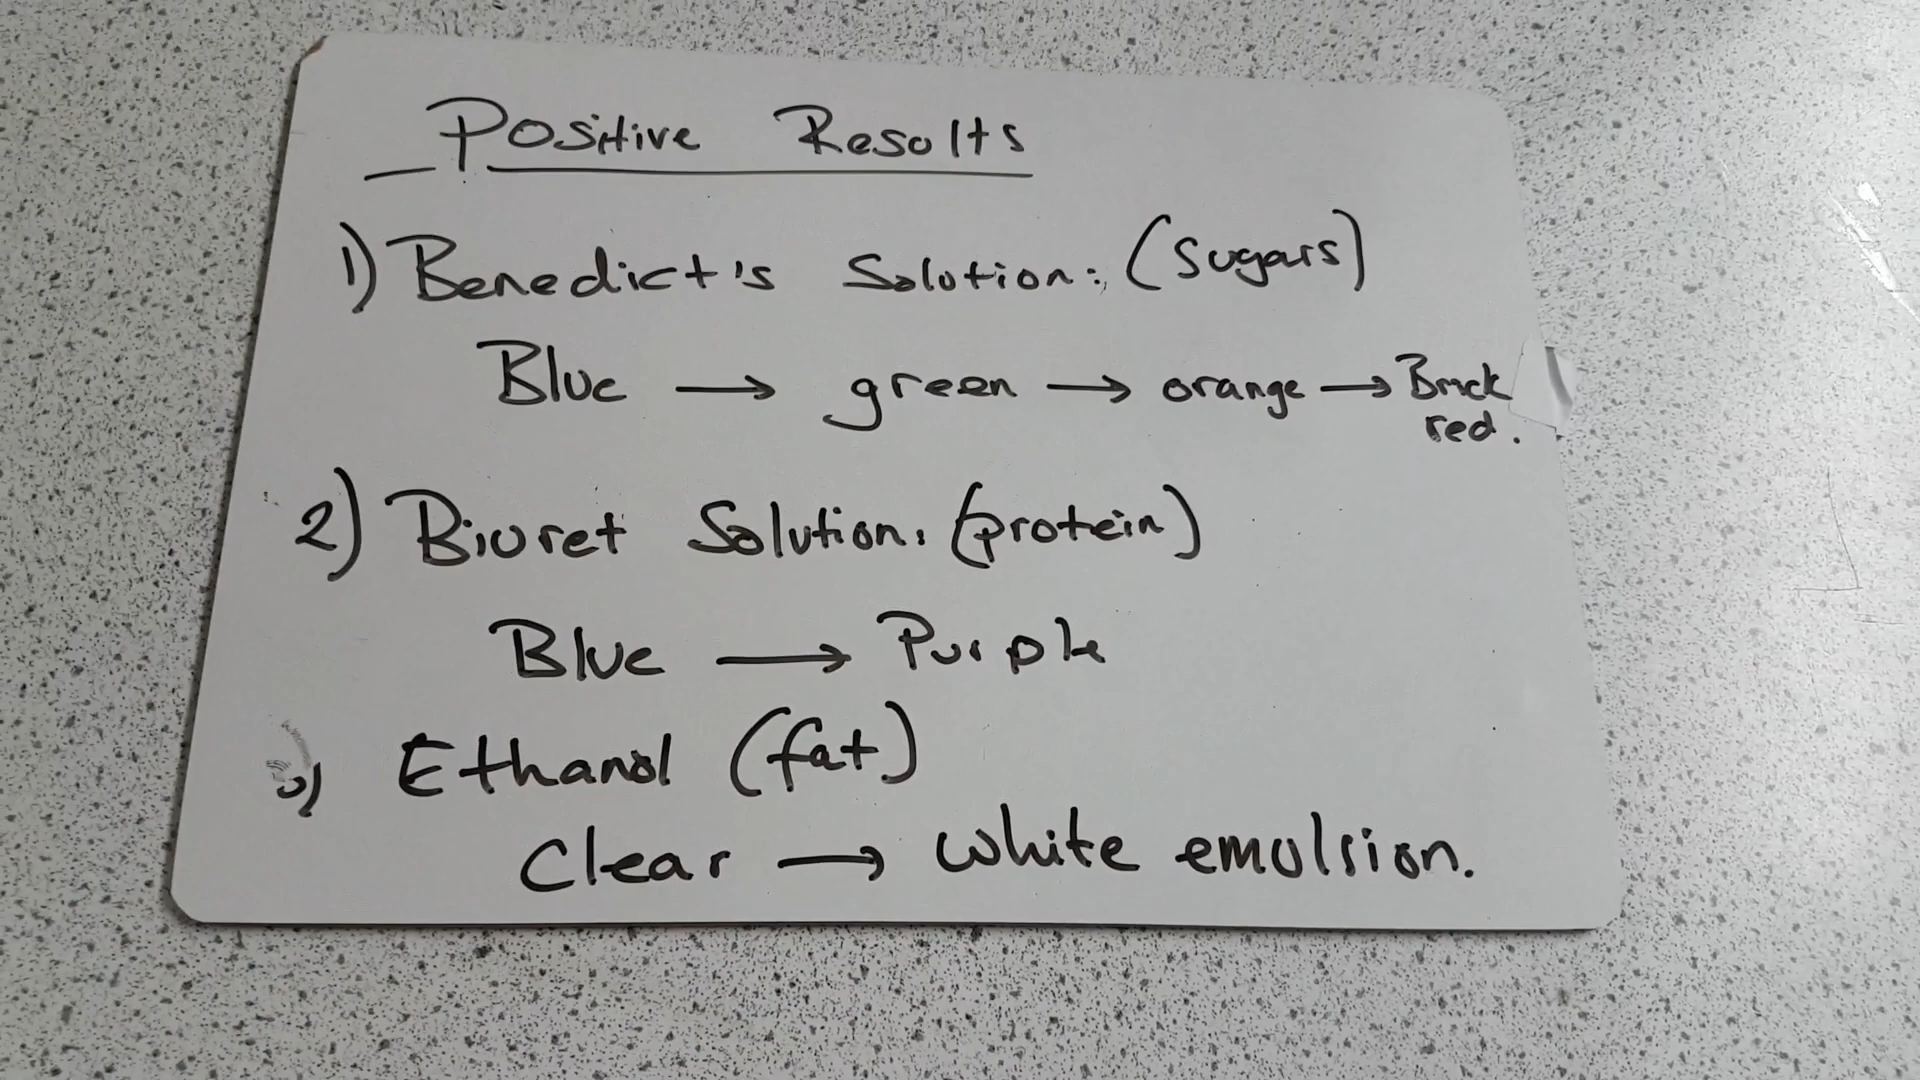 Positive Results
1) Benedict's Solution: (Sugars)
Blue → green → orange → Brick
red.
2) Biuret Solution: (protein)
Blue → Purple
3) Ethanol (fat)
Clear → white emulsion.